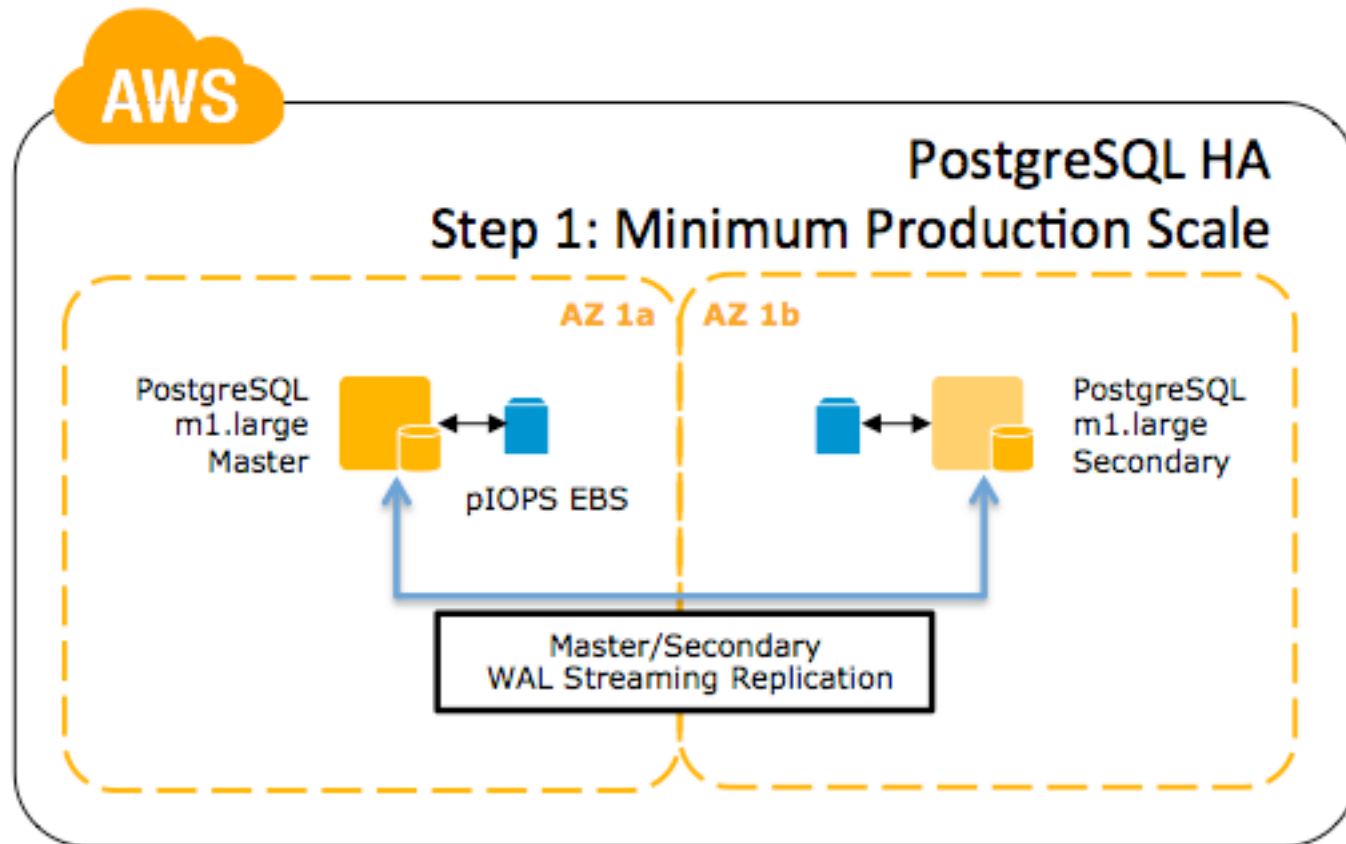 AWS
PostgreSQL HA
Step 1: Minimum Production Scale
AZ 1a
AZ 1b
PostgreSQL
m1.large
Master
pIOPS EBS
PostgreSQL
m1.large
Secondary
Master/Secondary
WAL Streaming Replication